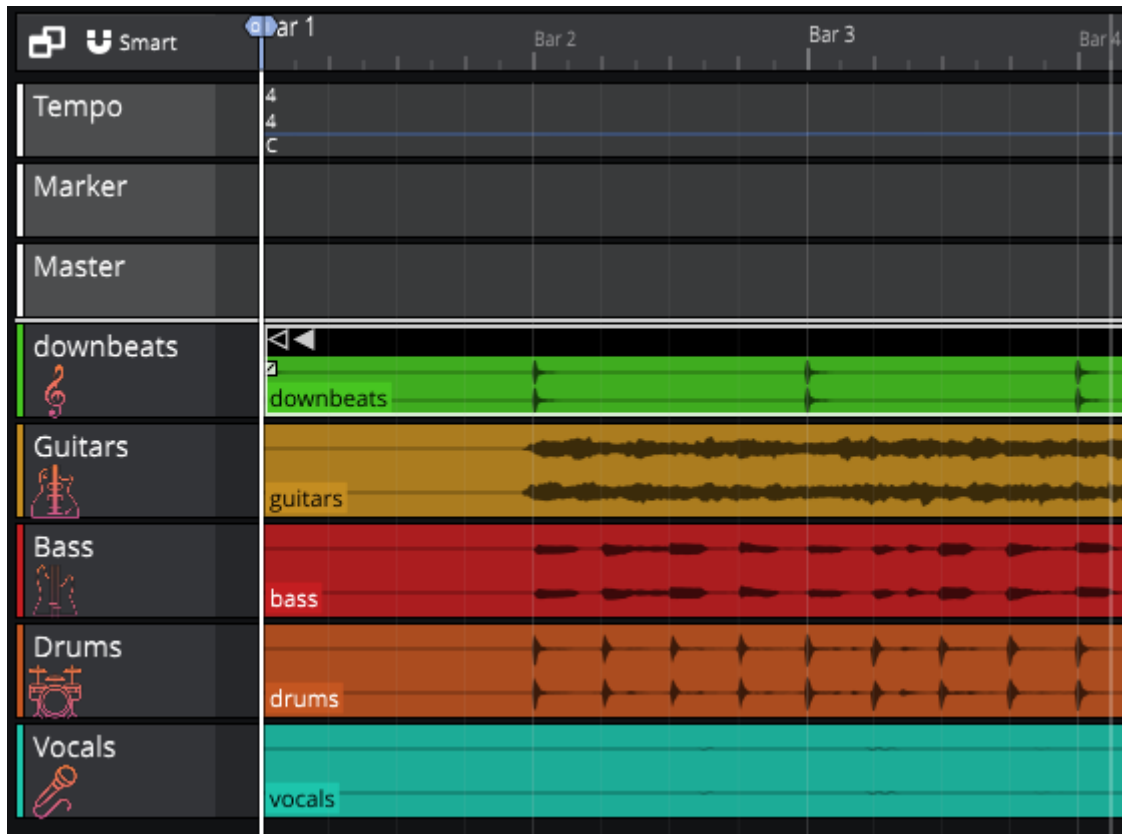 Smart
Bar 1
Bar 2
Bar 3
Bar 4
Tempo
4
4
C
Marker
Master
downbeats
downbeats
Guitars
guitars
Bass
bass
Drums
drums
Vocals
vocals